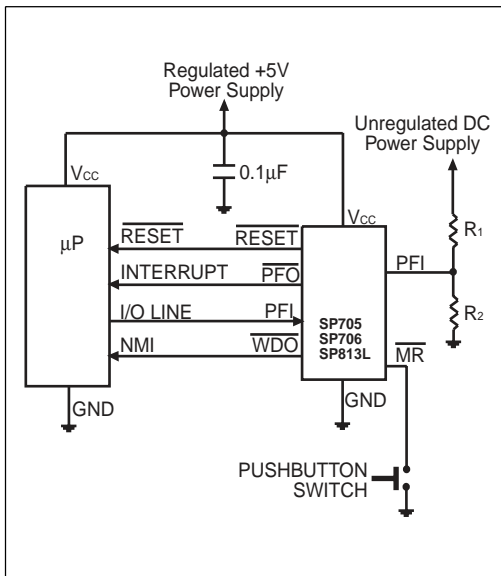 Regulated +5V
Power Supply
Unregulated DC
Power Supply
0.1µF
VCC
VCC
µP
RESET
RESET
R1
INTERRUPT
PFO
PFI
I/O LINE
PFI
SP705
SP706
SP813L
R2
NMI
WDO
MR
GND
GND
PUSHBUTTON
SWITCH